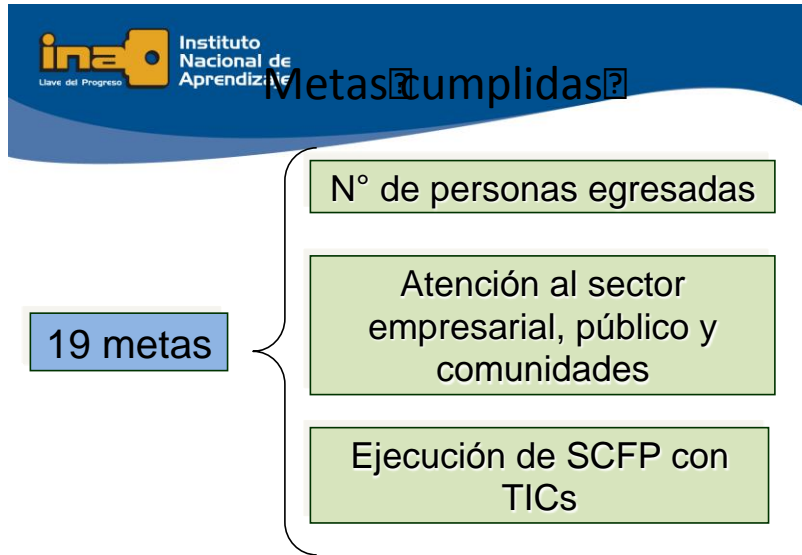 ina
Llave del Progreso
Instituto
Nacional de
Aprendizaje
Metas cumplidas
19 metas
N° de personas egresadas
Atención al sector
empresarial, público y
comunidades
Ejecución de SCFP con
TICs